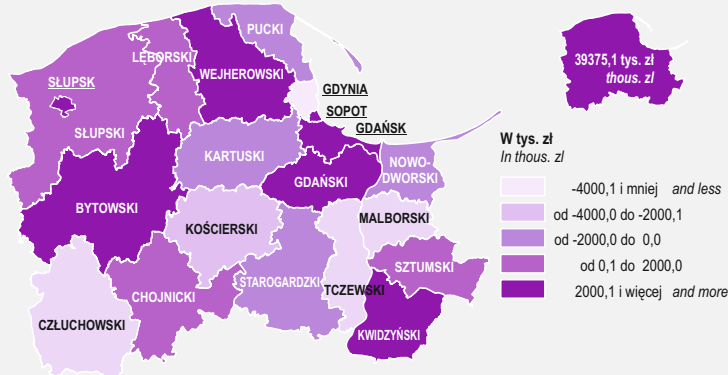 PUCKI
LĘBORSKI
WEJHEROWSKI
SŁUPSK
GDYNIA
SOPOT
GDAŃSK
SŁUPSKI
KARTUSKI
NOWO-
DWORSKI
GDAŃSKI
BYTOWSKI
KOŚCIERSKI
MALBORSKI
SZTUMSKI
STAROGARDZKI
TCZEWSKI
CHOJNICKI
CZŁUCHOWSKI
KWIDZYŃSKI
39375,1 tys. zł
thous. zl
W tys. zł
In thous. zl
-4000,1 i mniej and less
od -4000,0 do -2000,1
od -2000,0 do 0,0
od 0,1 do 2000,0
2000,1 i więcej and more